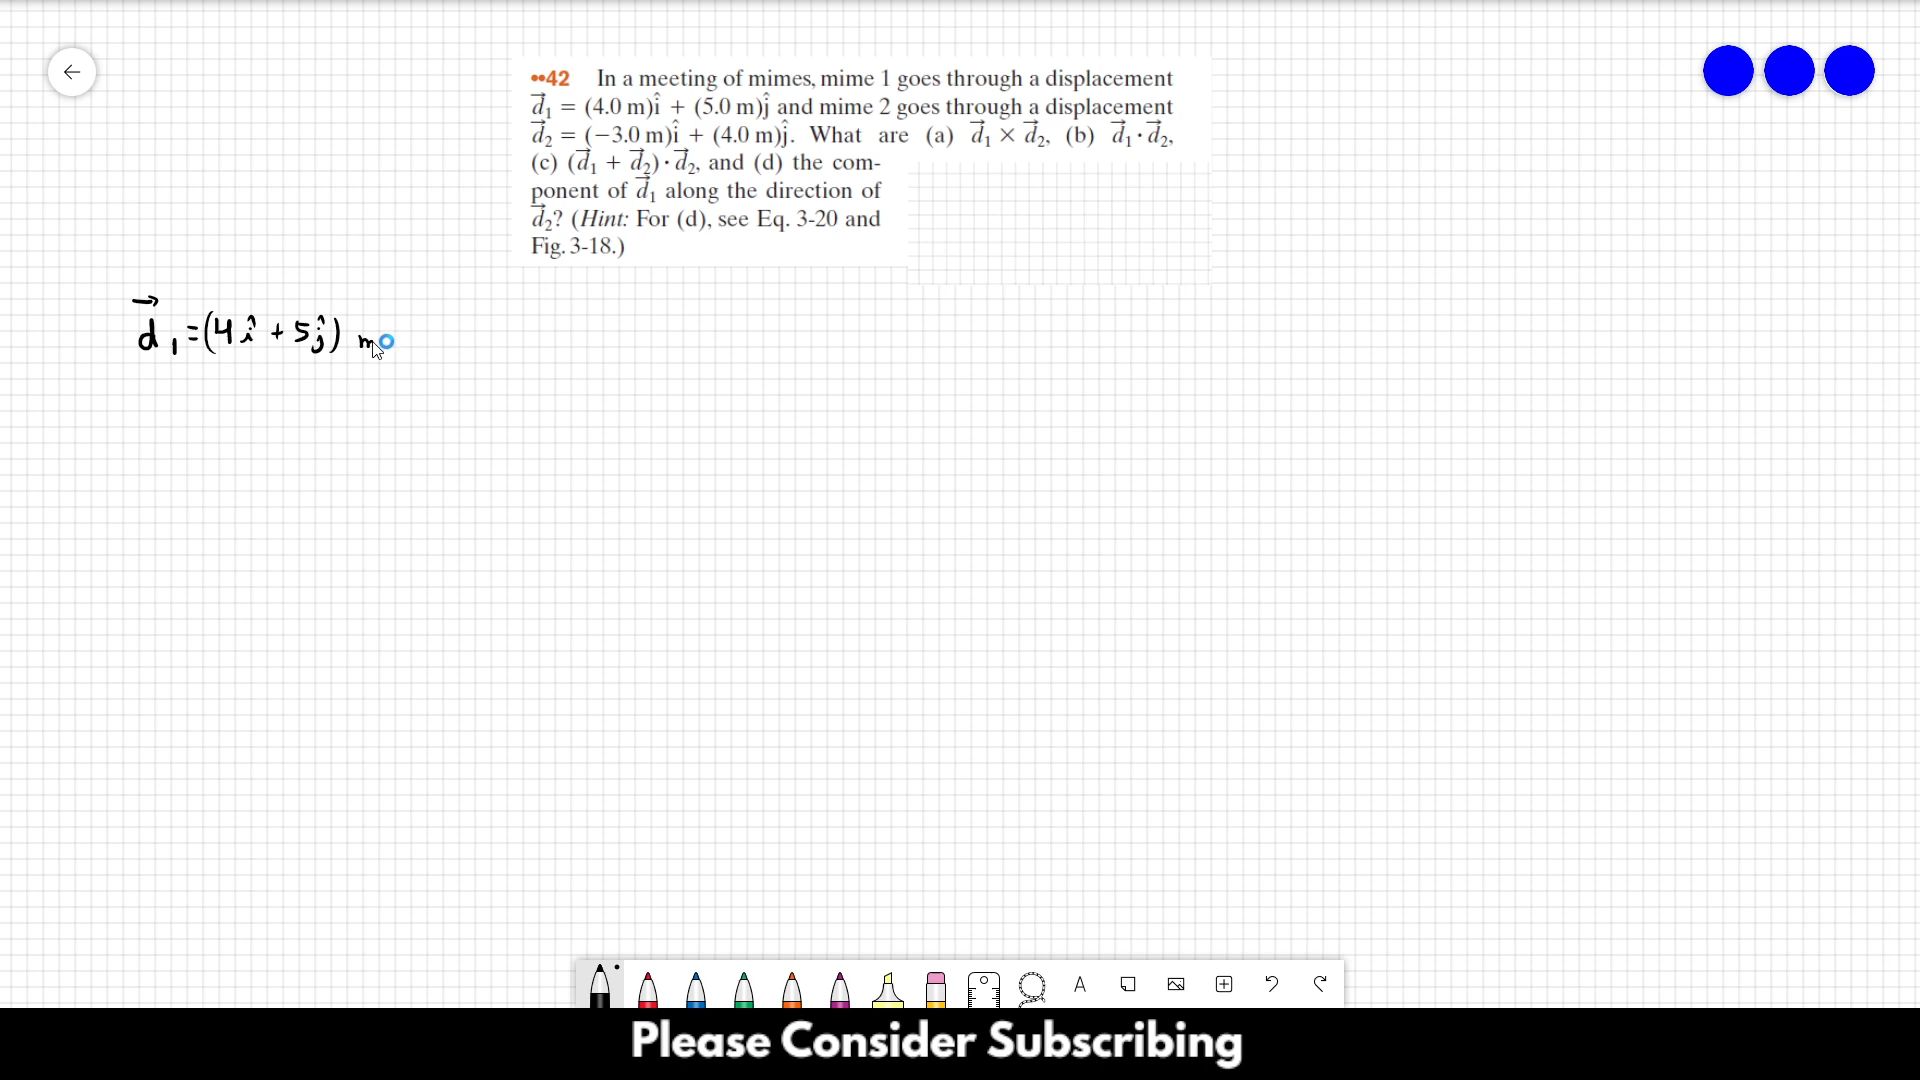 ••42 In a meeting of mimes, mime 1 goes through a displacement
d⃗₁ = (4.0 m)î + (5.0 m)ĵ and mime 2 goes through a displacement
d⃗₂ = (−3.0 m)î + (4.0 m)ĵ. What are (a) d⃗₁ × d⃗₂, (b) d⃗₁ · d⃗₂,
(c) (d⃗₁ + d⃗₂) · d⃗₂, and (d) the com-
ponent of d⃗₁ along the direction of
d⃗₂? (Hint: For (d), see Eq. 3-20 and
Fig. 3-18.)
d⃗₁ = (4î + 5ĵ) m
A
Please Consider Subscribing